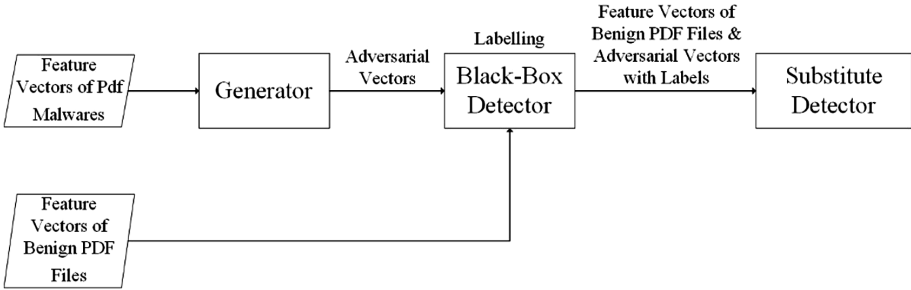 Feature
Vectors of Pdf
Malwares
Generator
Adversarial
Vectors
Labelling
Black-Box
Detector
Feature Vectors of
Benign PDF Files &
Adversarial Vectors
with Labels
Substitute
Detector
Feature
Vectors of
Benign PDF
Files